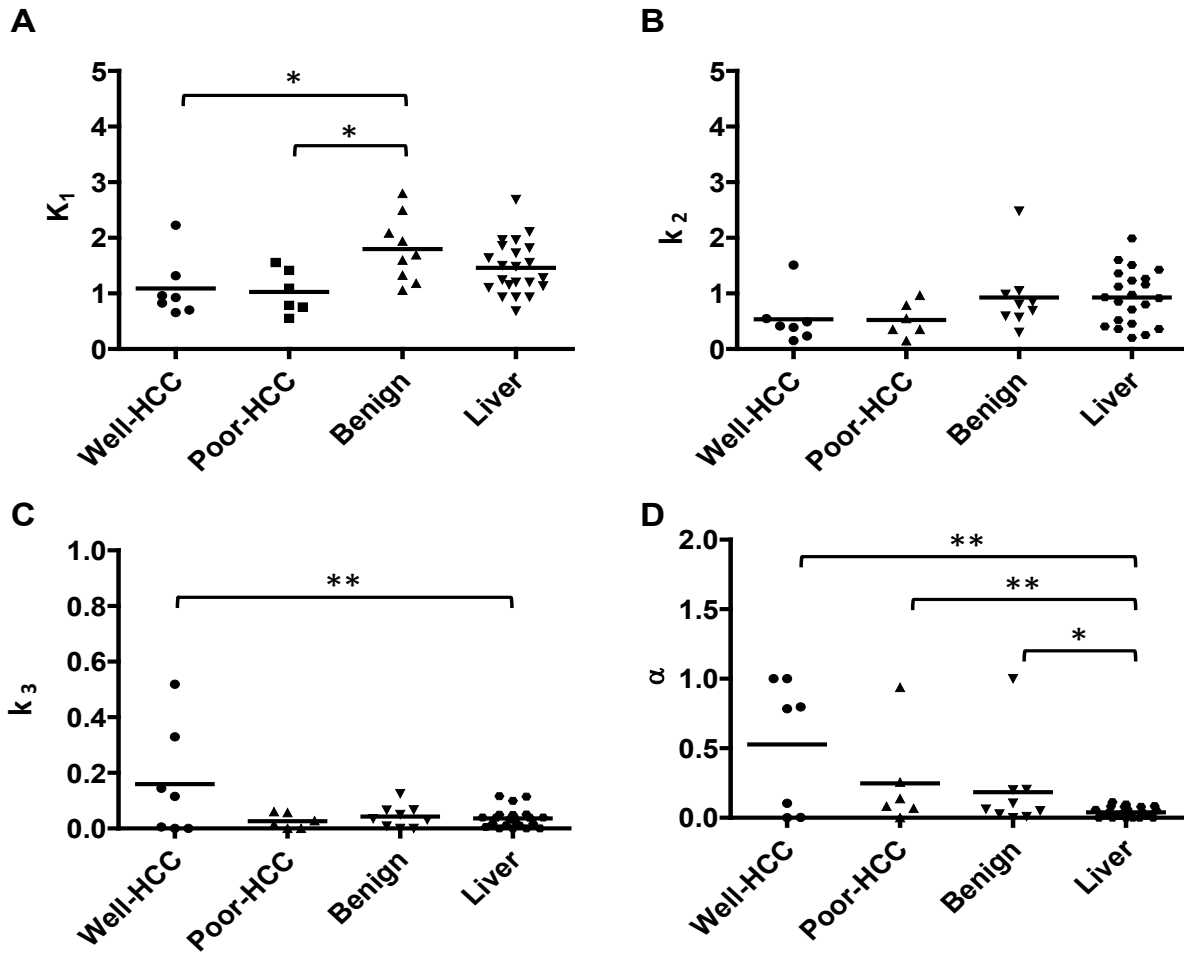 A
K1
5
4
3
2
1
0
*
*
Well-HCC
Poor-HCC
Benign
Liver
B
k2
5
4
3
2
1
0
Well-HCC
Poor-HCC
Benign
Liver
C
k3
1.0
0.8
0.6
0.4
0.2
0.0
**
Well-HCC
Poor-HCC
Benign
Liver
D
α
2.0
1.5
1.0
0.5
0.0
**
**
*
Well-HCC
Poor-HCC
Benign
Liver